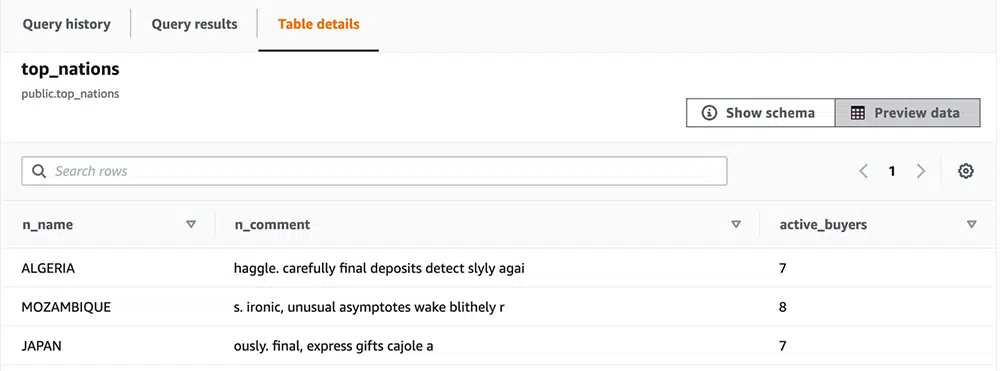 Query history Query results Table details
top_nations
public.top_nations
Show schema Preview data
Search rows 1
n_name n_comment active_buyers
ALGERIA haggle. carefully final deposits detect slyly agai 7
MOZAMBIQUE s. ironic, unusual asymptotes wake blithely r 8
JAPAN ously. final, express gifts cajole a 7